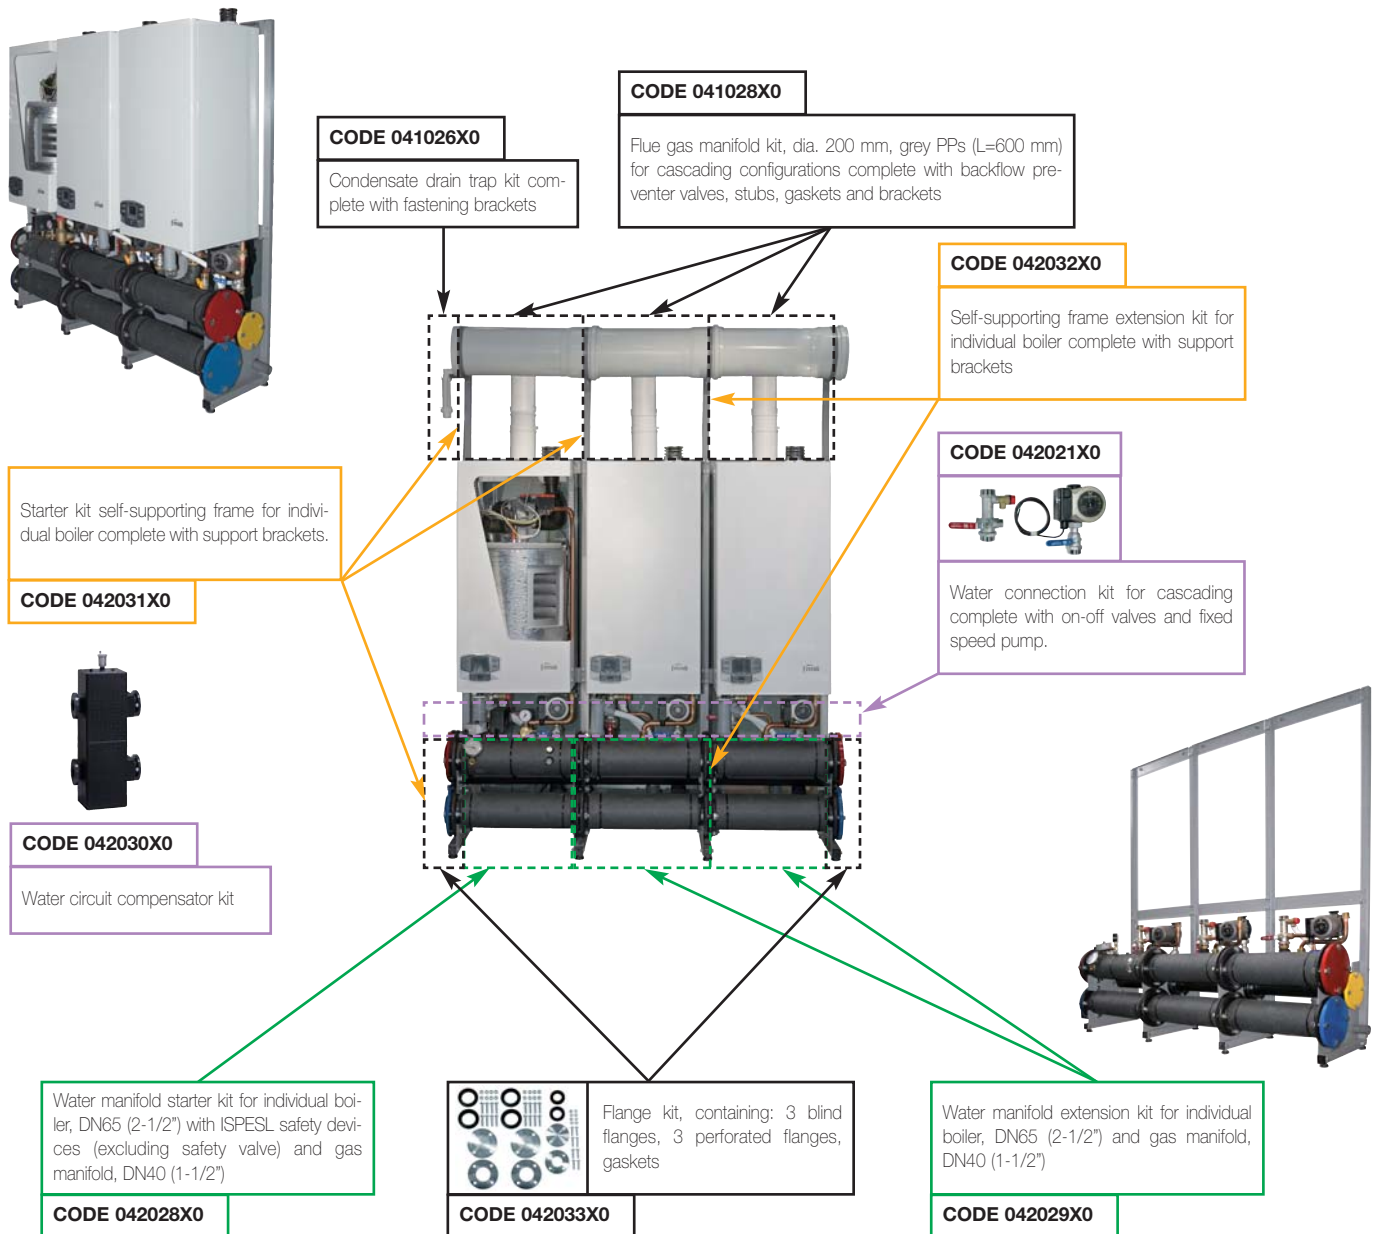 CODE 041028X0
Flue gas manifold kit, dia. 200 mm, grey PPs (L=600 mm)
for cascading configurations complete with backflow pre-
venter valves, stubs, gaskets and brackets
CODE 041026X0
Condensate drain trap kit com-
plete with fastening brackets
CODE 042032X0
Self-supporting frame extension kit for
individual boiler complete with support
brackets
CODE 042021X0
Water connection kit for cascading
complete with on-off valves and fixed
speed pump.
Starter kit self-supporting frame for indivi-
dual boiler complete with support brackets.
CODE 042031X0
CODE 042030X0
Water circuit compensator kit
Water manifold starter kit for individual boi-
ler, DN65 (2-1/2") with ISPESL safety devi-
ces (excluding safety valve) and gas
manifold, DN40 (1-1/2")
CODE 042028X0
Flange kit, containing: 3 blind
flanges, 3 perforated flanges,
gaskets
CODE 042033X0
Water manifold extension kit for individual
boiler, DN65 (2-1/2") and gas manifold,
DN40 (1-1/2")
CODE 042029X0